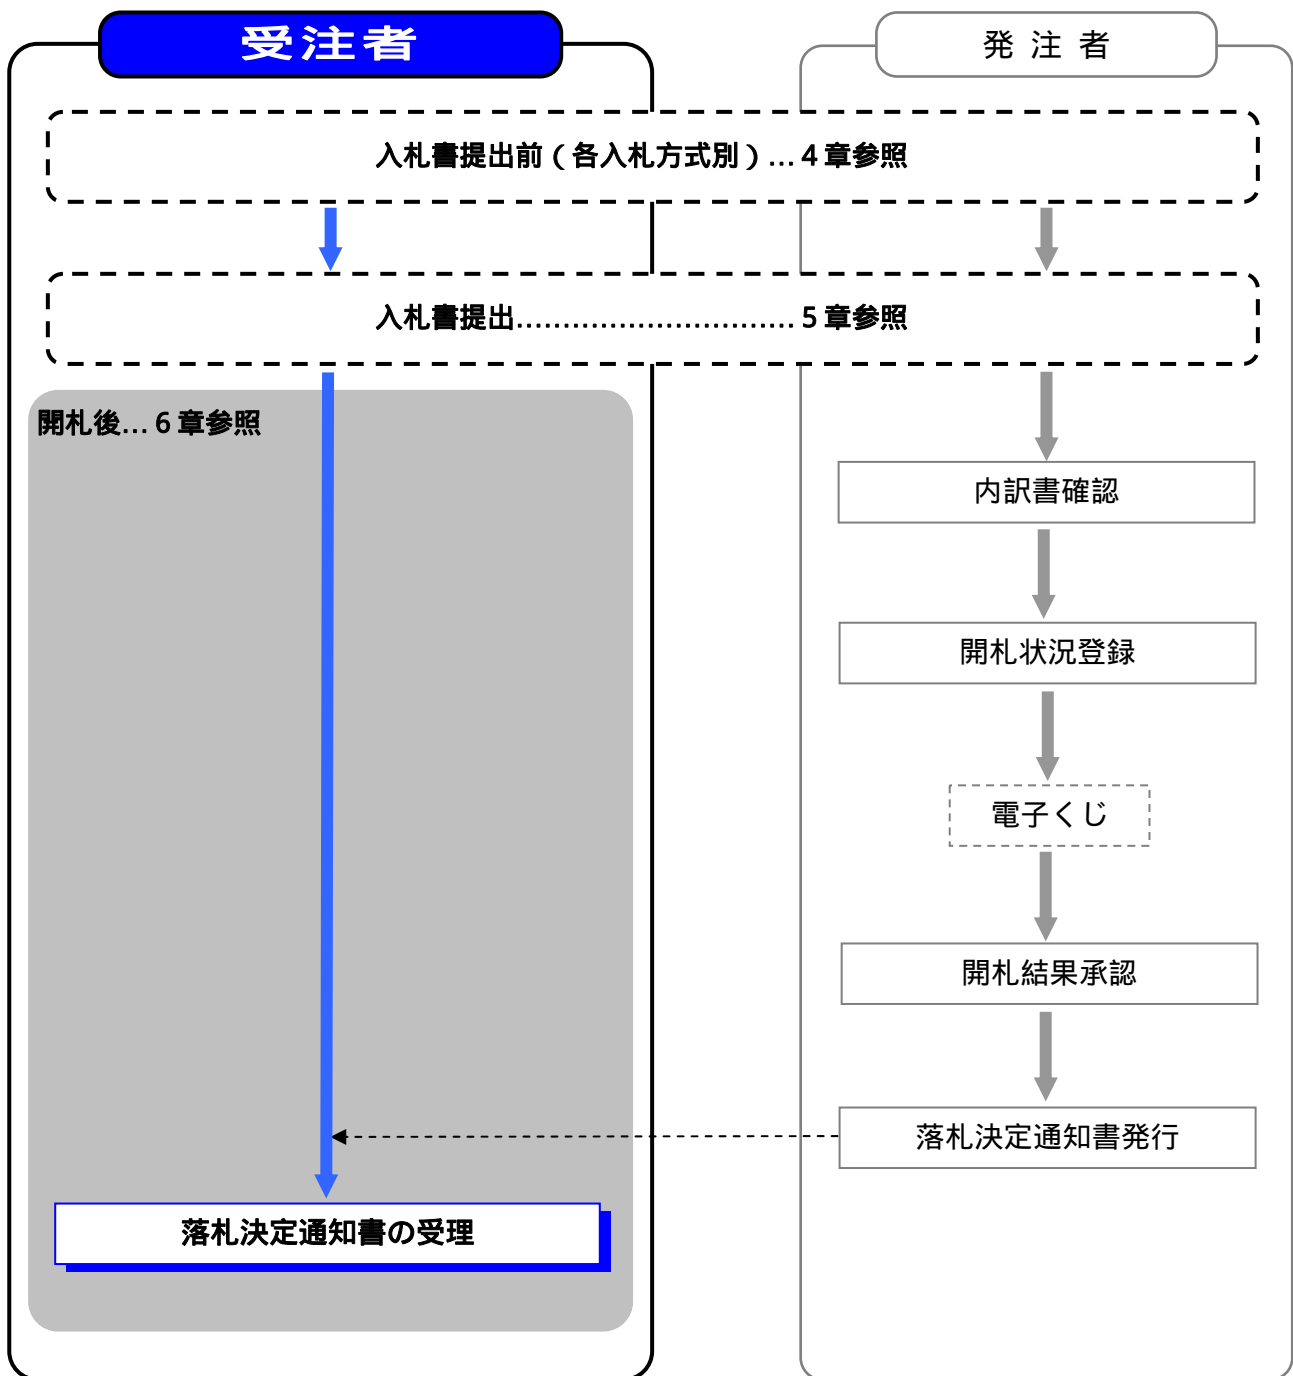 受注者
発 注 者
入札書提出前（各入札方式別）…４章参照
入札書提出.............................. ５章参照
開札後…６章参照
内訳書確認
開札状況登録
電子くじ
開札結果承認
落札決定通知書発行
落札決定通知書の受理